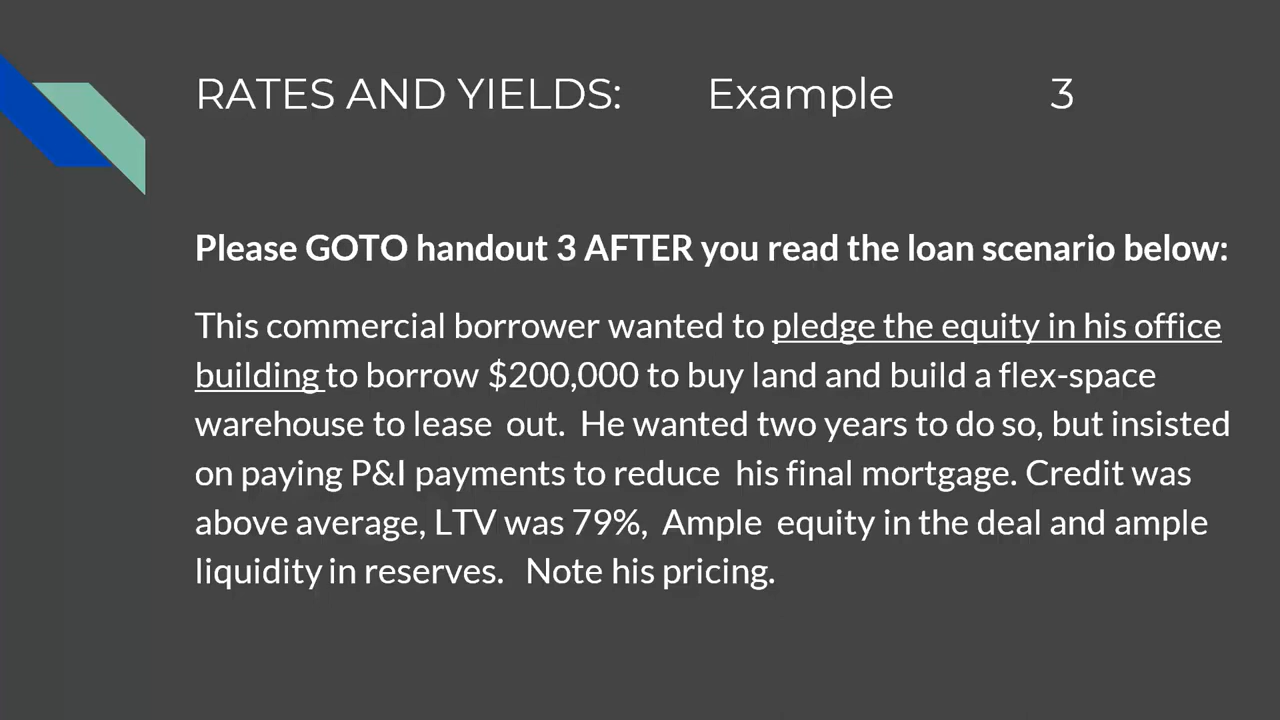 RATES AND YIELDS: Example 3
Please GOTO handout 3 AFTER you read the loan scenario below:
This commercial borrower wanted to pledge the equity in his office
building to borrow $200,000 to buy land and build a flex-space
warehouse to lease out. He wanted two years to do so, but insisted
on paying P&I payments to reduce his final mortgage. Credit was
above average, LTV was 79%, Ample equity in the deal and ample
liquidity in reserves. Note his pricing.